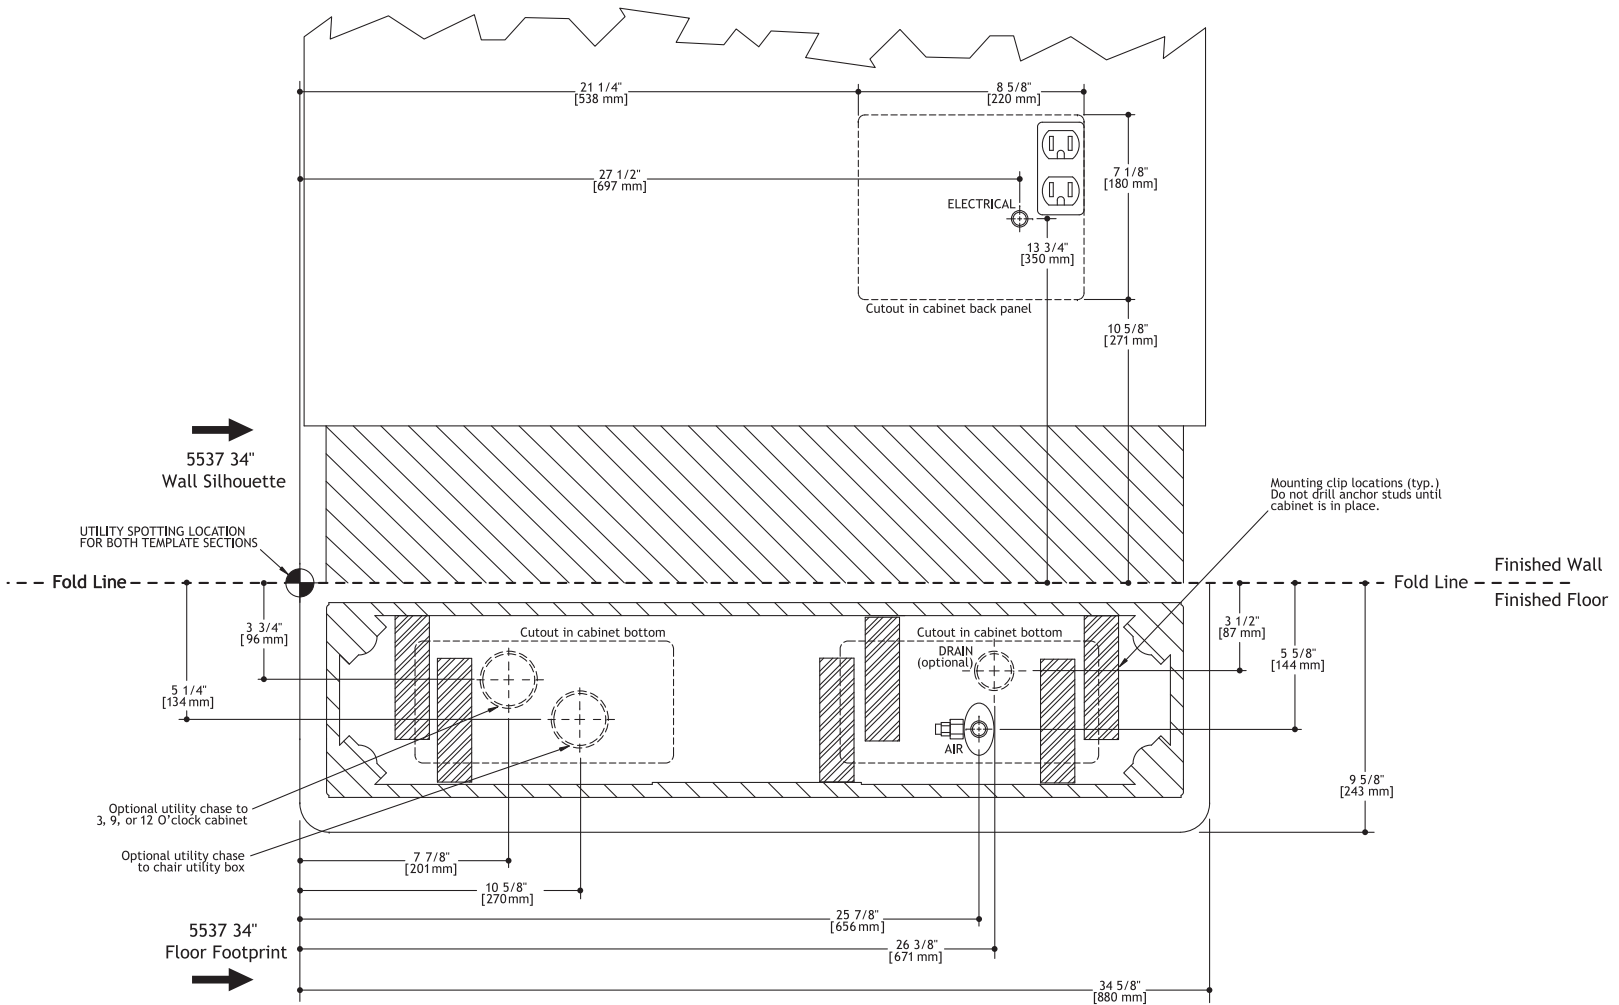 21 1/4"
[538 mm]
8 5/8"
[220 mm]
27 1/2"
[697 mm]
7 1/8"
[180 mm]
ELECTRICAL
13 3/4"
[350 mm]
Cutout in cabinet back panel
10 5/8"
[271 mm]
5537 34"
Wall Silhouette
Mounting clip locations (typ.)
Do not drill anchor studs until
cabinet is in place.
UTILITY SPOTTING LOCATION
FOR BOTH TEMPLATE SECTIONS
Finished Wall
Fold Line
Fold Line
Finished Floor
3 3/4"
[96 mm]
Cutout in cabinet bottom
Cutout in cabinet bottom
3 1/2"
[87 mm]
DRAIN
(optional)
5 5/8"
[144 mm]
5 1/4"
[134 mm]
AIR
9 5/8"
[243 mm]
Optional utility chase to
3, 9, or 12 O'clock cabinet
Optional utility chase
to chair utility box
7 7/8"
[201 mm]
10 5/8"
[270 mm]
25 7/8"
[656 mm]
5537 34"
Floor Footprint
26 3/8"
[671 mm]
34 5/8"
[880 mm]